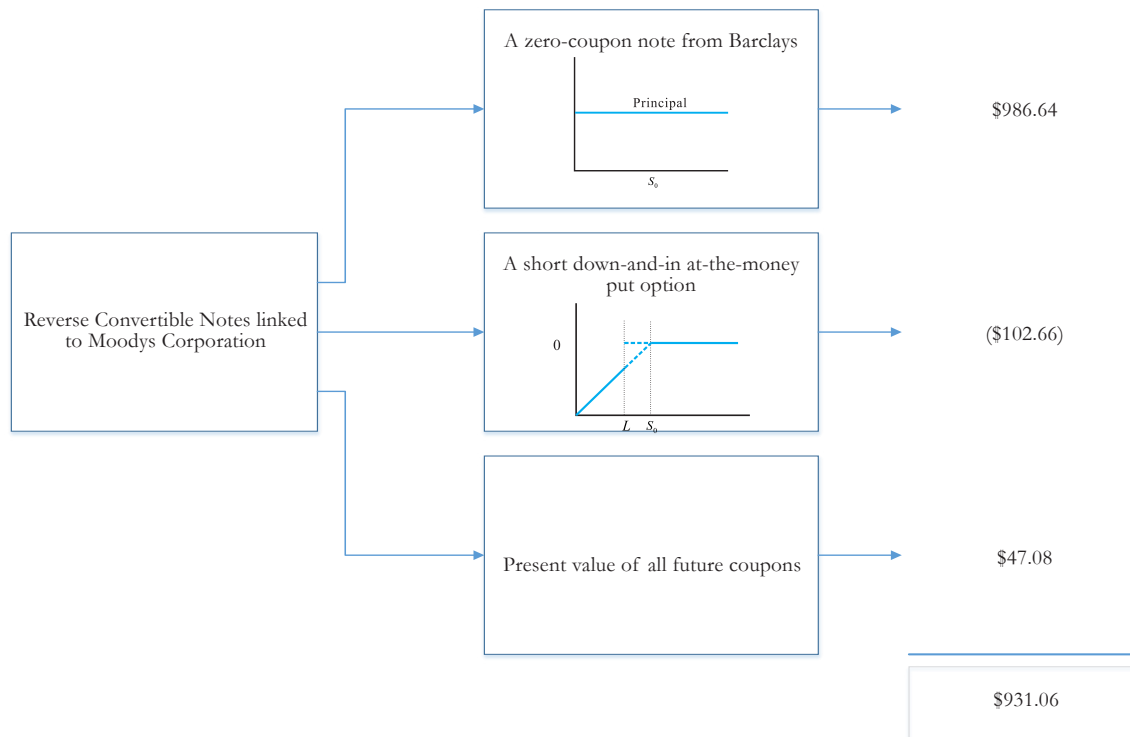 A zero-coupon note from Barclays
Principal
S₀
$986.64
Reverse Convertible Notes linked
to Moodys Corporation
A short down-and-in at-the-money
put option
0
L S₀
($102.66)
Present value of all future coupons
$47.08
$931.06